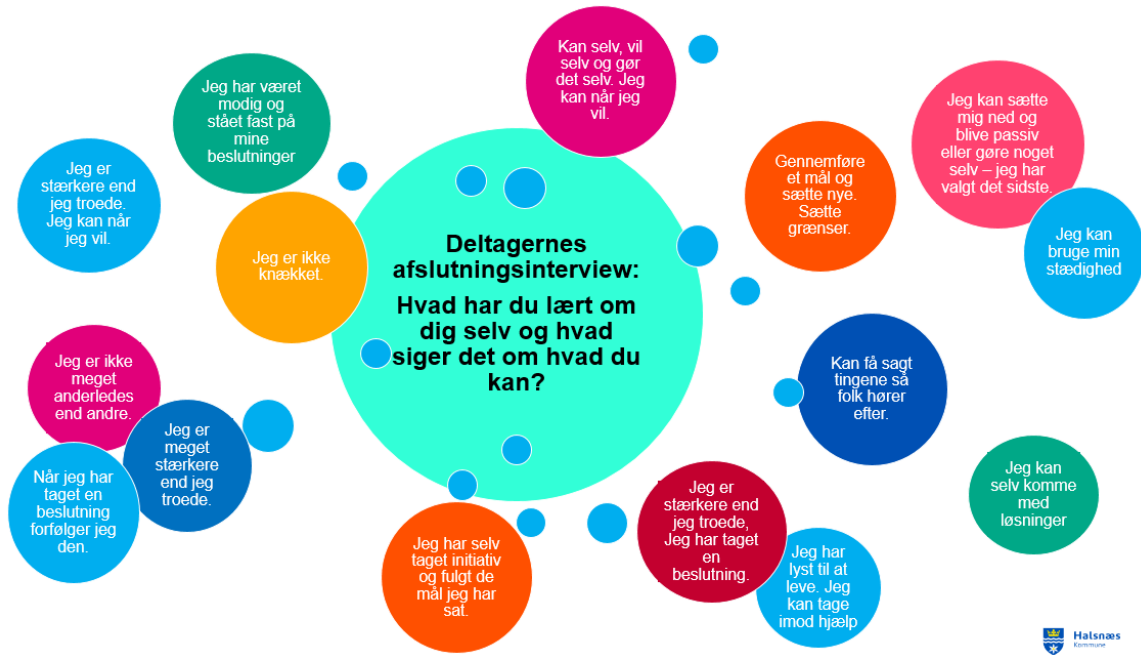 Kan selv, vil
selv og gør
det selv. Jeg
kan når jeg
vil.
Jeg har været
modig og
stået fast på
mine
beslutninger
Jeg kan sætte
mig ned og
blive passiv
eller gøre noget
selv – jeg har
valgt det sidste.
Jeg er
stærkere end
jeg troede.
Jeg kan når
jeg vil.
Gennemføre
et mål og
sætte nye.
Sætte
grænser.
Jeg kan
bruge min
stædighed
Jeg er ikke
knækket.
Deltagernes
afslutningsinterview:
Hvad har du lært om
dig selv og hvad
siger det om hvad du
kan?
Jeg er ikke
meget
anderledes
end andre.
Kan få sagt
tingene så
folk hører
efter.
Jeg er
meget
stærkere
end jeg
troede.
Når jeg har
taget en
beslutning
forfølger jeg
den.
Jeg kan
selv komme
med
løsninger
Jeg har selv
taget initiativ
og fulgt de
mål jeg har
sat.
Jeg er
stærkere end
jeg troede,
Jeg har taget
en
beslutning.
Jeg har
lyst til at
leve. Jeg
kan tage
imod hjælp
Halsnæs
Kommune